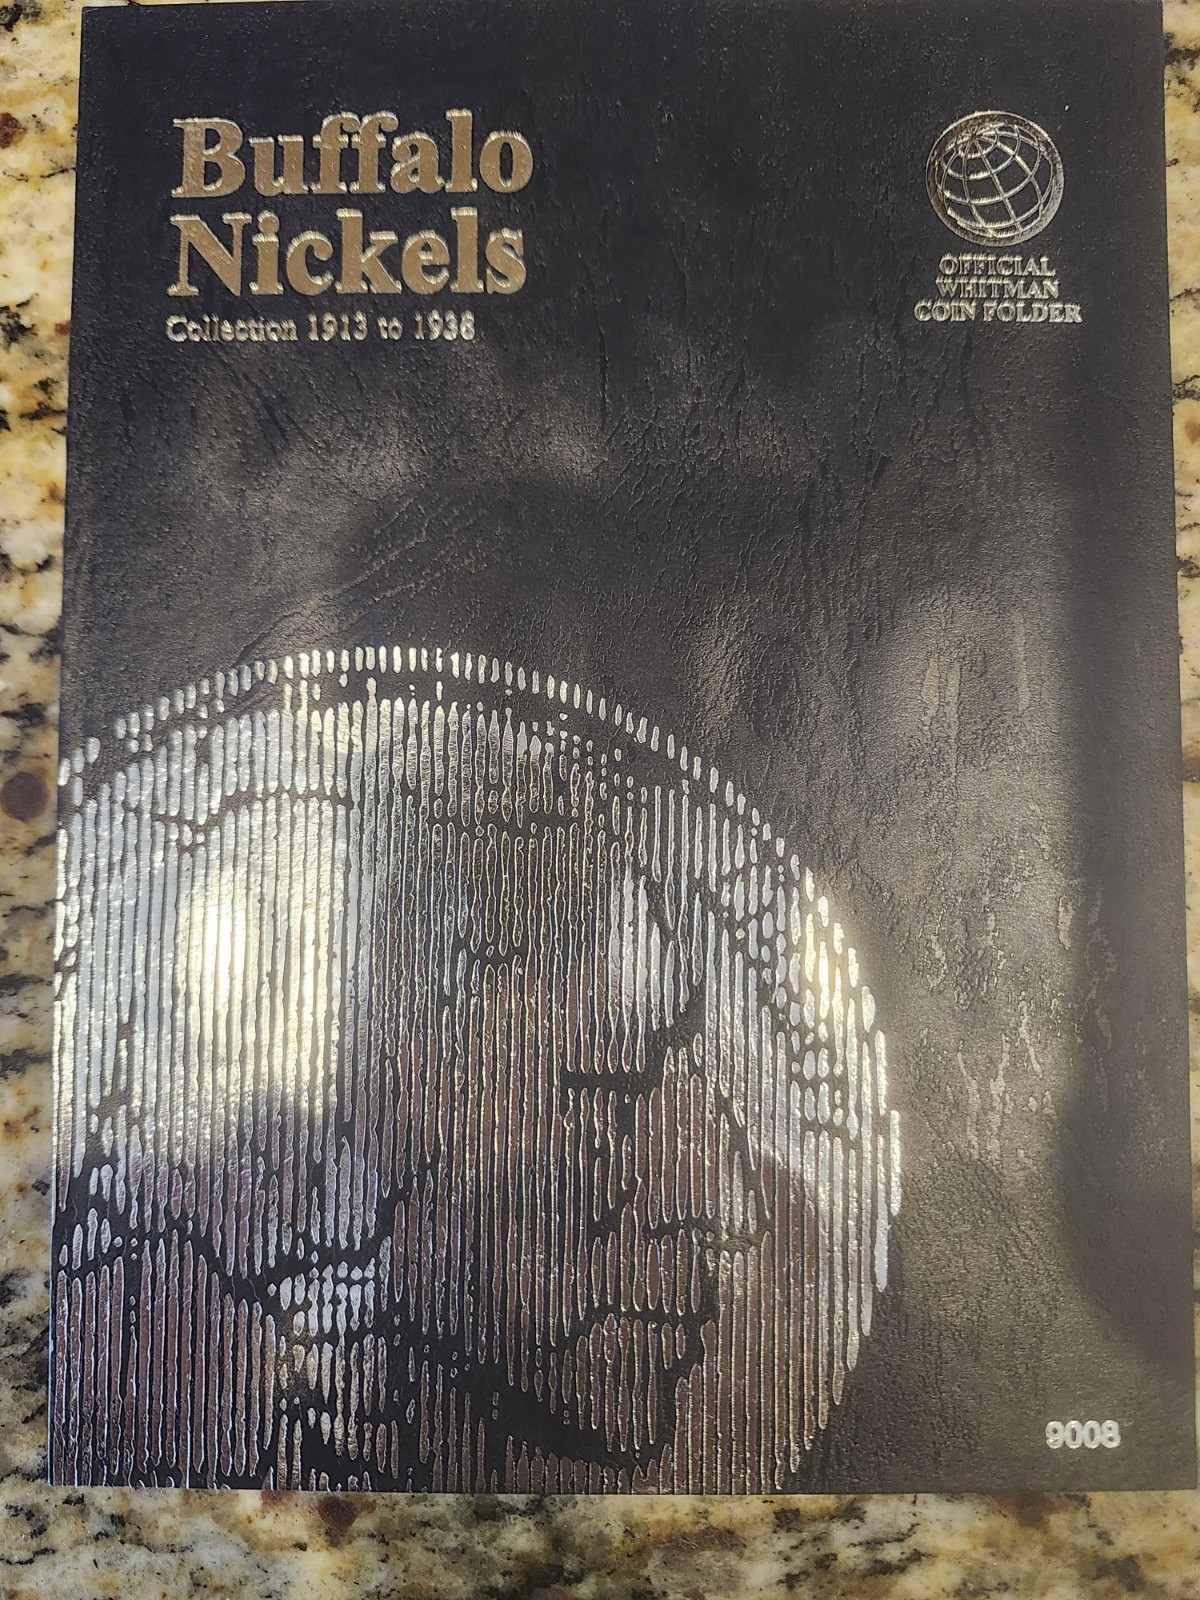 Buffalo
Nickels
Collection 1913 to 1938
OFFICIAL
WHITMAN
COIN FOLDER
9008